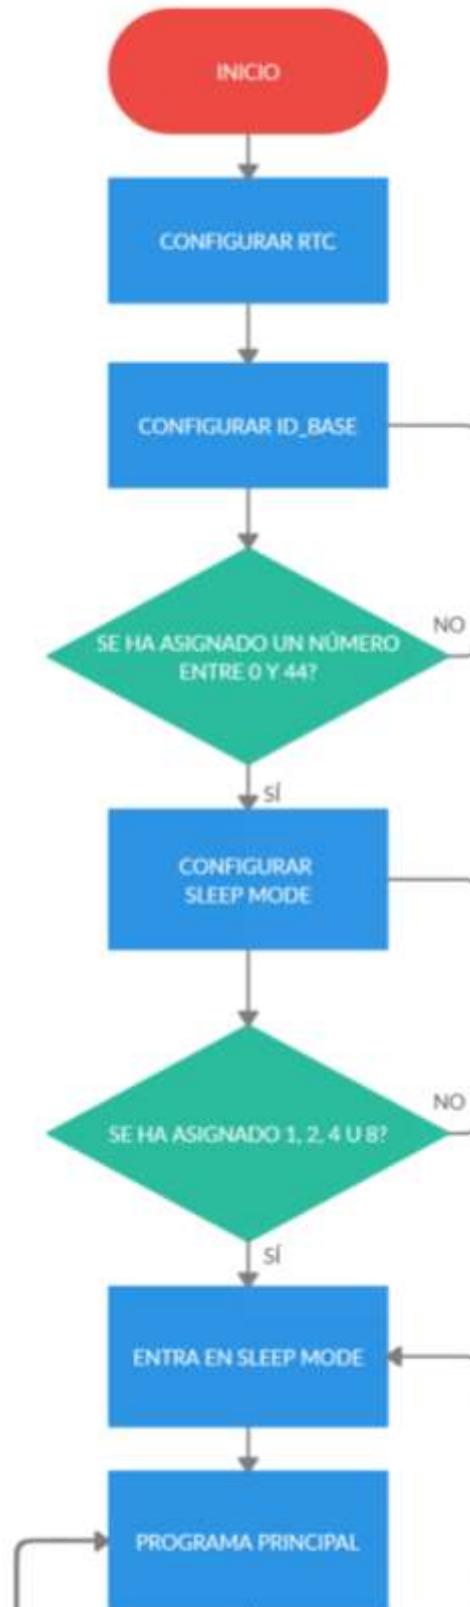 INICIO
CONFIGURAR RTC
CONFIGURAR ID_BASE
SE HA ASIGNADO UN NÚMERO
ENTRE 0 Y 44?
NO
SÍ
CONFIGURAR
SLEEP MODE
SE HA ASIGNADO 1, 2, 4 U 8?
NO
SÍ
ENTRA EN SLEEP MODE
PROGRAMA PRINCIPAL